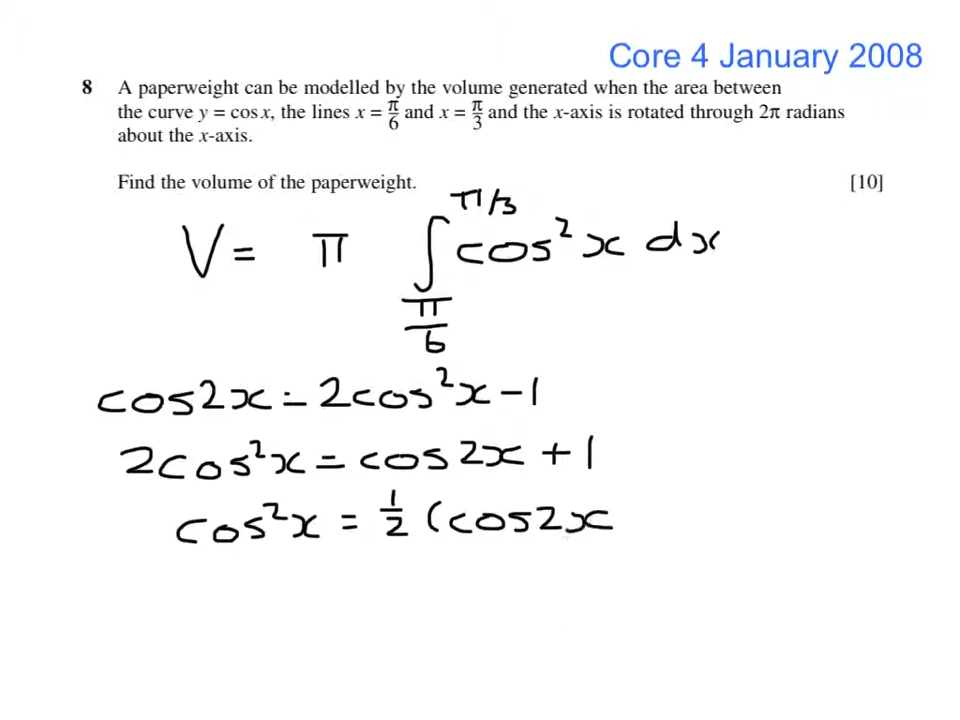 Core 4 January 2008
8 A paperweight can be modelled by the volume generated when the area between
the curve y = cos x, the lines x = π/6 and x = π/3 and the x-axis is rotated through 2π radians
about the x-axis.
Find the volume of the paperweight. [10]
V = π ∫_{π/6}^{π/3} cos²x dx
cos2x = 2cos²x - 1
2cos²x = cos2x + 1
cos²x = 1/2 (cos2x